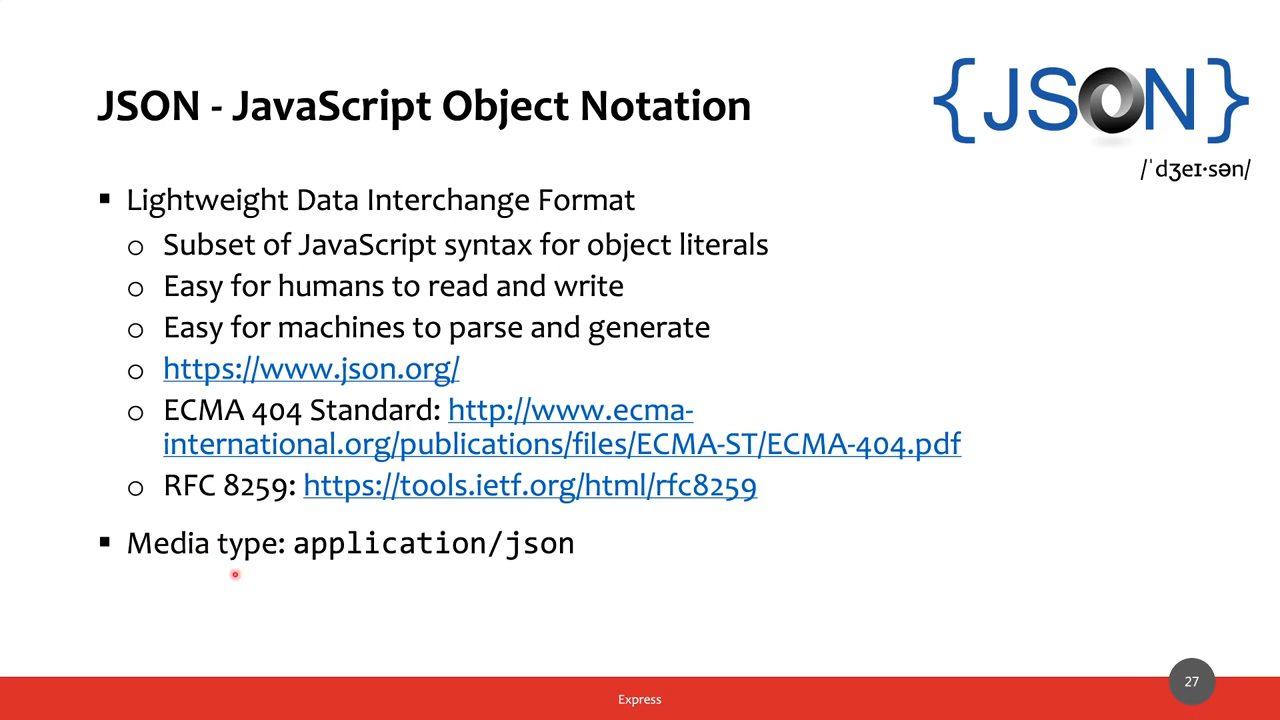 JSON - JavaScript Object Notation
{JSON}
/ˈdʒeɪ·sən/
▪ Lightweight Data Interchange Format
o Subset of JavaScript syntax for object literals
o Easy for humans to read and write
o Easy for machines to parse and generate
o https://www.json.org/
o ECMA 404 Standard: http://www.ecma-
international.org/publications/files/ECMA-ST/ECMA-404.pdf
o RFC 8259: https://tools.ietf.org/html/rfc8259
▪ Media type: application/json
Express
27